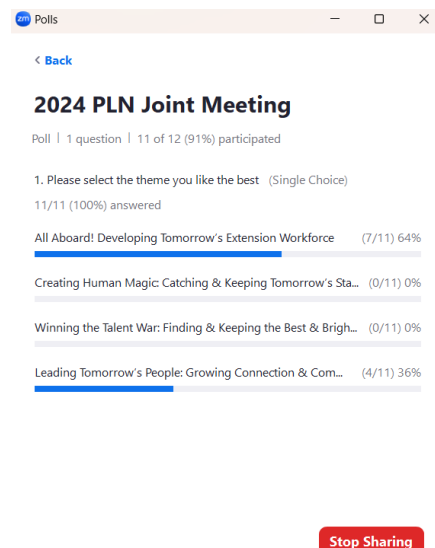 zm Polls
Back
2024 PLN Joint Meeting
Poll | 1 question | 11 of 12 (91%) participated
1. Please select the theme you like the best (Single Choice)
11/11 (100%) answered
All Aboard! Developing Tomorrow's Extension Workforce (7/11) 64%
Creating Human Magic: Catching & Keeping Tomorrow's Sta... (0/11) 0%
Winning the Talent War: Finding & Keeping the Best & Brigh... (0/11) 0%
Leading Tomorrow's People: Growing Connection & Com... (4/11) 36%
Stop Sharing